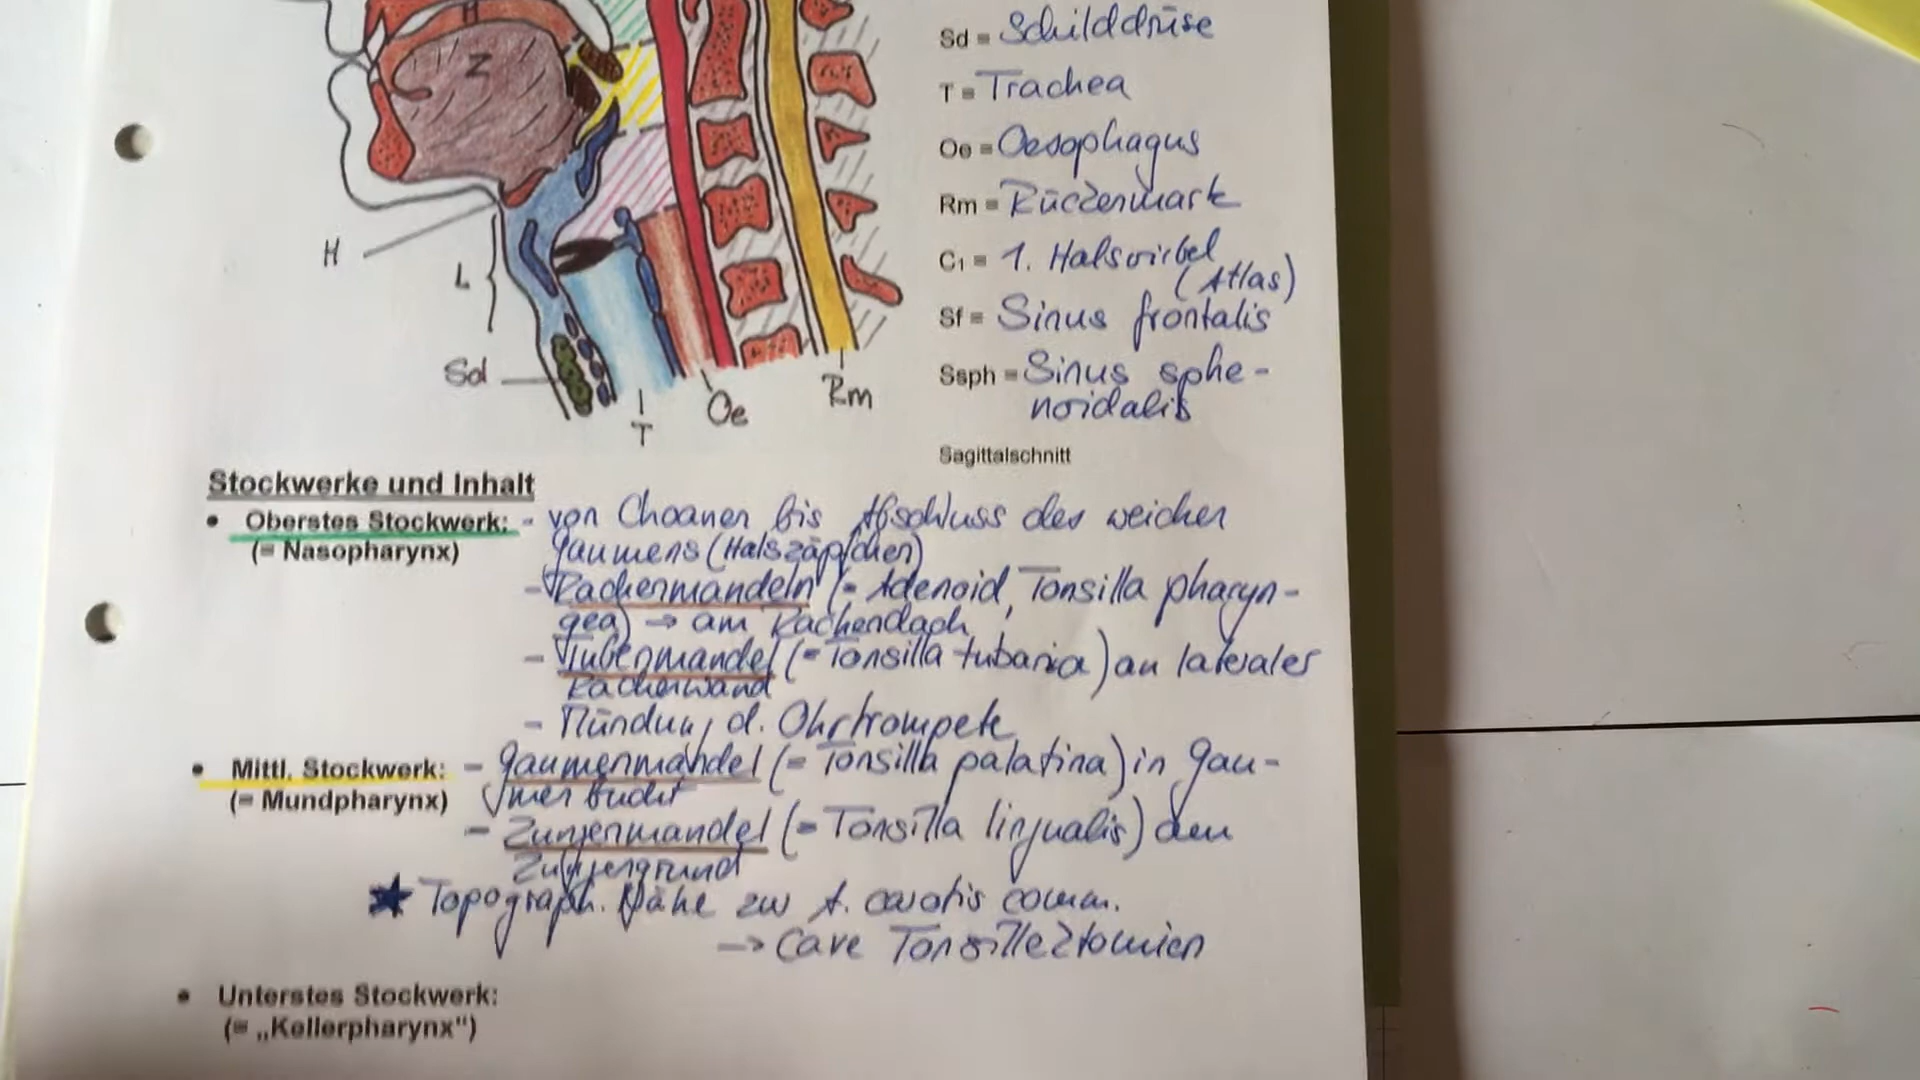 Z
H
L
Sd
T
Oe
Rm
Sd = Schilddrüse
T = Trachea
Oe = Oesophagus
Rm = Rückenmark
C1 = 1. Halswirbel
(Atlas)
Sf = Sinus frontalis
Ssph = Sinus sphe-
noidalis
Sagittalschnitt
Stockwerke und Inhalt
• Oberstes Stockwerk: - von Choanen bis Abschluss des weichen
(= Nasopharynx)
Gaumens (Halszäpfchen)
- Rachenmandeln (= Adenoid, Tonsilla pharyn-
gea) → am Rachendach
- Tubenmandel (= Tonsilla tubaria) an lateraler
Rachenwand
- Mündung d. Ohrtrompete
• Mittl. Stockwerk: - Gaumenmandel (= Tonsilla palatina) in Gau-
(= Mundpharynx)
menbucht
- Zungenmandel (= Tonsilla lingualis) am
Zungengrund
★ Topograph. Nähe zur A. carotis comm.
→ Cave Tonsillektomien
• Unterstes Stockwerk:
(= „Kellerpharynx")